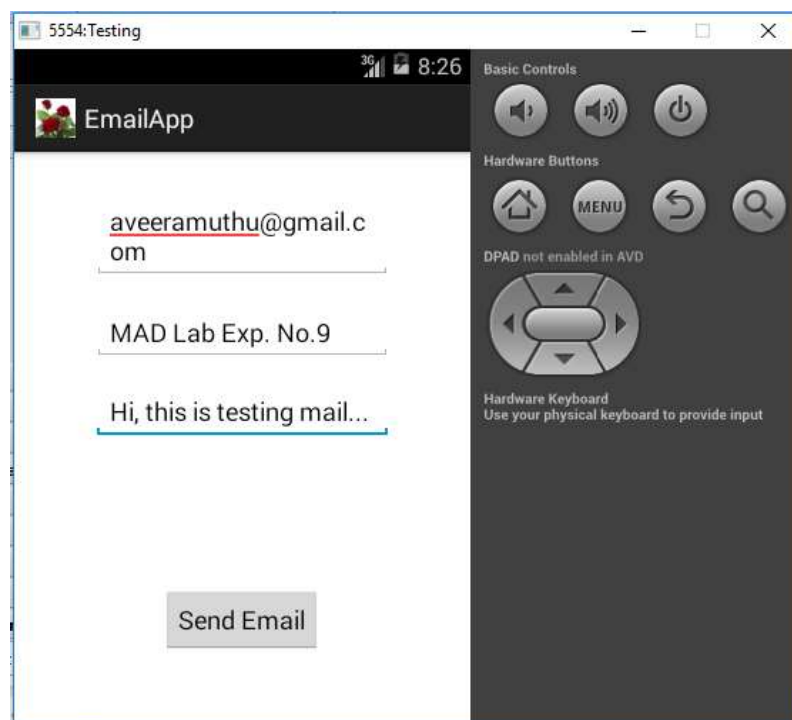 5554:Testing
3G 8:26
EmailApp
aveeramuthu@gmail.c
om
MAD Lab Exp. No.9
Hi, this is testing mail...
Send Email
Basic Controls
Hardware Buttons
MENU
DPAD not enabled in AVD
Hardware Keyboard
Use your physical keyboard to provide input